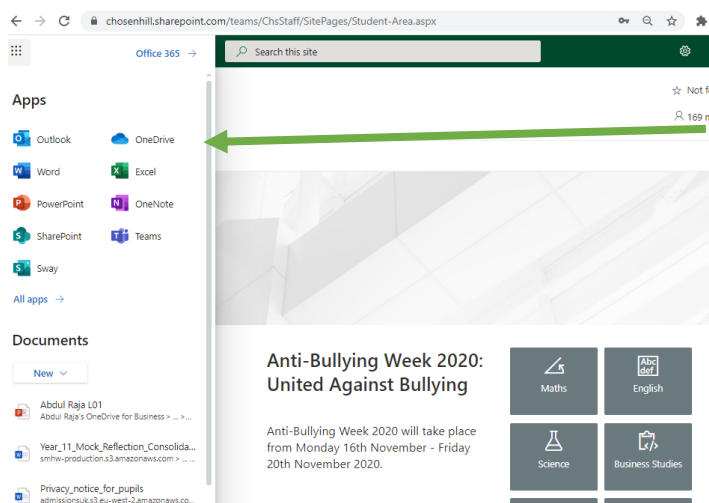 chosenhill.sharepoint.com/teams/ChsStaff/SitePages/Student-Area.aspx
Office 365 →
Search this site
Apps
Outlook
OneDrive
Word
Excel
PowerPoint
OneNote
SharePoint
Teams
Sway
All apps →
Documents
New
Abdul Raja L01
Abdul Raja's OneDrive for Business > ... >...
Year_11_Mock_Reflection_Consolida...
smhw-production.s3.amazonaws.com > ...
Privacy_notice_for_pupils
admissionsuk.s3.eu-west-2.amazonaws.co...
Not f
169 m
Anti-Bullying Week 2020:
United Against Bullying
Anti-Bullying Week 2020 will take place
from Monday 16th November - Friday
20th November 2020.
Maths
Abc
def
English
Science
Business Studies